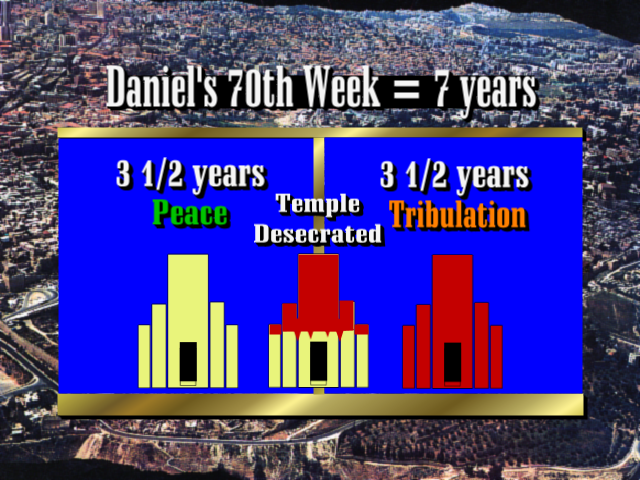 Daniel's 70th Week = 7 years
3 1/2 years
Peace
Temple
Desecrated
3 1/2 years
Tribulation